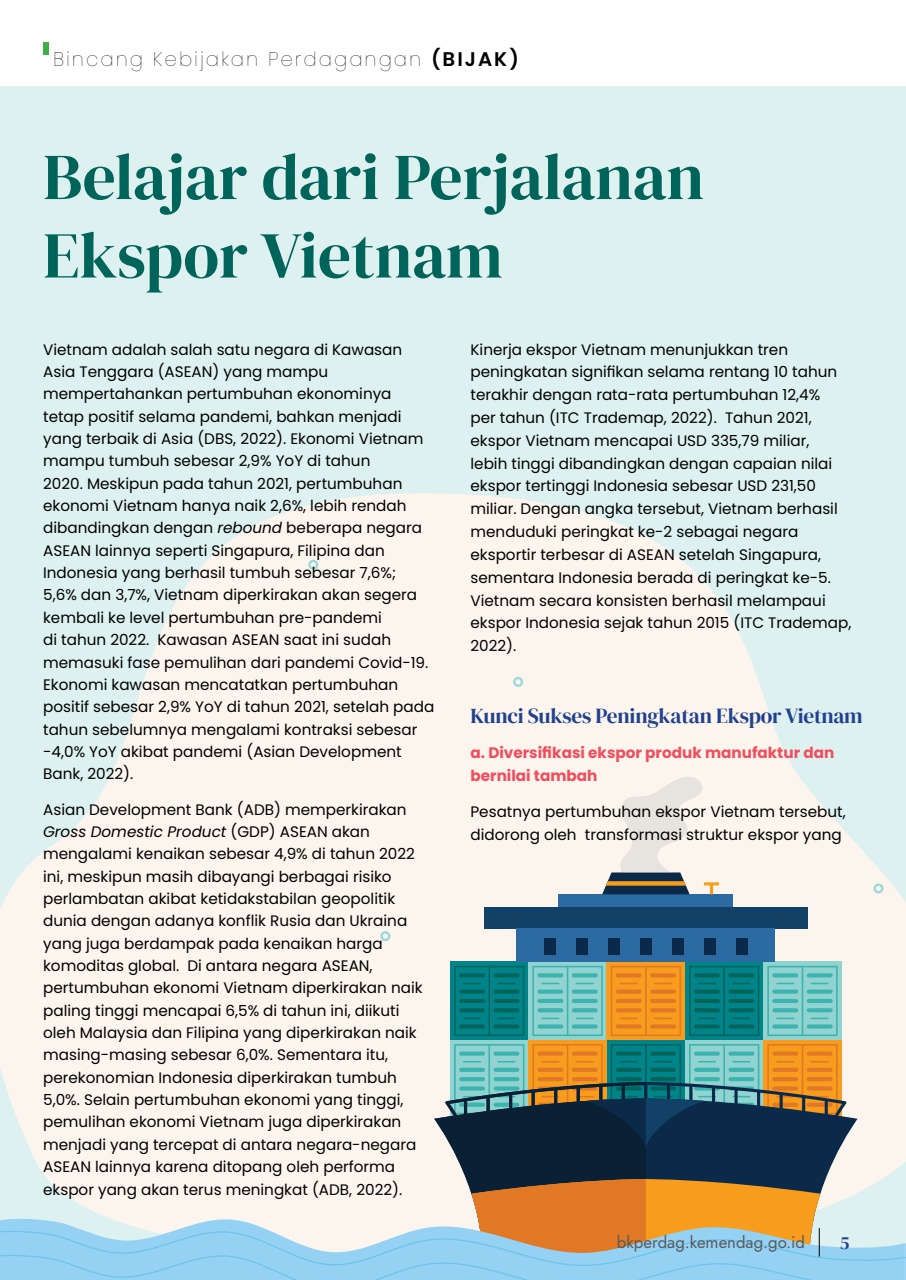 Bincang Kebijakan Perdagangan (BIJAK)
Belajar dari Perjalanan
Ekspor Vietnam
Vietnam adalah salah satu negara di Kawasan
Asia Tenggara (ASEAN) yang mampu
mempertahankan pertumbuhan ekonominya
tetap positif selama pandemi, bahkan menjadi
yang terbaik di Asia (DBS, 2022). Ekonomi Vietnam
mampu tumbuh sebesar 2,9% YoY di tahun
2020. Meskipun pada tahun 2021, pertumbuhan
ekonomi Vietnam hanya naik 2,6%, lebih rendah
dibandingkan dengan rebound beberapa negara
ASEAN lainnya seperti Singapura, Filipina dan
Indonesia yang berhasil tumbuh sebesar 7,6%;
5,6% dan 3,7%, Vietnam diperkirakan akan segera
kembali ke level pertumbuhan pre-pandemi
di tahun 2022.  Kawasan ASEAN saat ini sudah
memasuki fase pemulihan dari pandemi Covid-19.
Ekonomi kawasan mencatatkan pertumbuhan
positif sebesar 2,9% YoY di tahun 2021, setelah pada
tahun sebelumnya mengalami kontraksi sebesar
-4,0% YoY akibat pandemi (Asian Development
Bank, 2022).
Asian Development Bank (ADB) memperkirakan
Gross Domestic Product (GDP) ASEAN akan
mengalami kenaikan sebesar 4,9% di tahun 2022
ini, meskipun masih dibayangi berbagai risiko
perlambatan akibat ketidakstabilan geopolitik
dunia dengan adanya konflik Rusia dan Ukraina
yang juga berdampak pada kenaikan harga
komoditas global.  Di antara negara ASEAN,
pertumbuhan ekonomi Vietnam diperkirakan naik
paling tinggi mencapai 6,5% di tahun ini, diikuti
oleh Malaysia dan Filipina yang diperkirakan naik
masing-masing sebesar 6,0%. Sementara itu,
perekonomian Indonesia diperkirakan tumbuh
5,0%. Selain pertumbuhan ekonomi yang tinggi,
pemulihan ekonomi Vietnam juga diperkirakan
menjadi yang tercepat di antara negara-negara
ASEAN lainnya karena ditopang oleh performa
ekspor yang akan terus meningkat (ADB, 2022).
Kinerja ekspor Vietnam menunjukkan tren
peningkatan signifikan selama rentang 10 tahun
terakhir dengan rata-rata pertumbuhan 12,4%
per tahun (ITC Trademap, 2022).  Tahun 2021,
ekspor Vietnam mencapai USD 335,79 miliar,
lebih tinggi dibandingkan dengan capaian nilai
ekspor tertinggi Indonesia sebesar USD 231,50
miliar. Dengan angka tersebut, Vietnam berhasil
menduduki peringkat ke-2 sebagai negara
eksportir terbesar di ASEAN setelah Singapura,
sementara Indonesia berada di peringkat ke-5.
Vietnam secara konsisten berhasil melampaui
ekspor Indonesia sejak tahun 2015 (ITC Trademap,
2022).
Kunci Sukses Peningkatan Ekspor Vietnam
a. Diversifikasi ekspor produk manufaktur dan
bernilai tambah
Pesatnya pertumbuhan ekspor Vietnam tersebut,
didorong oleh  transformasi struktur ekspor yang
bkperdag.kemendag.go.id
5